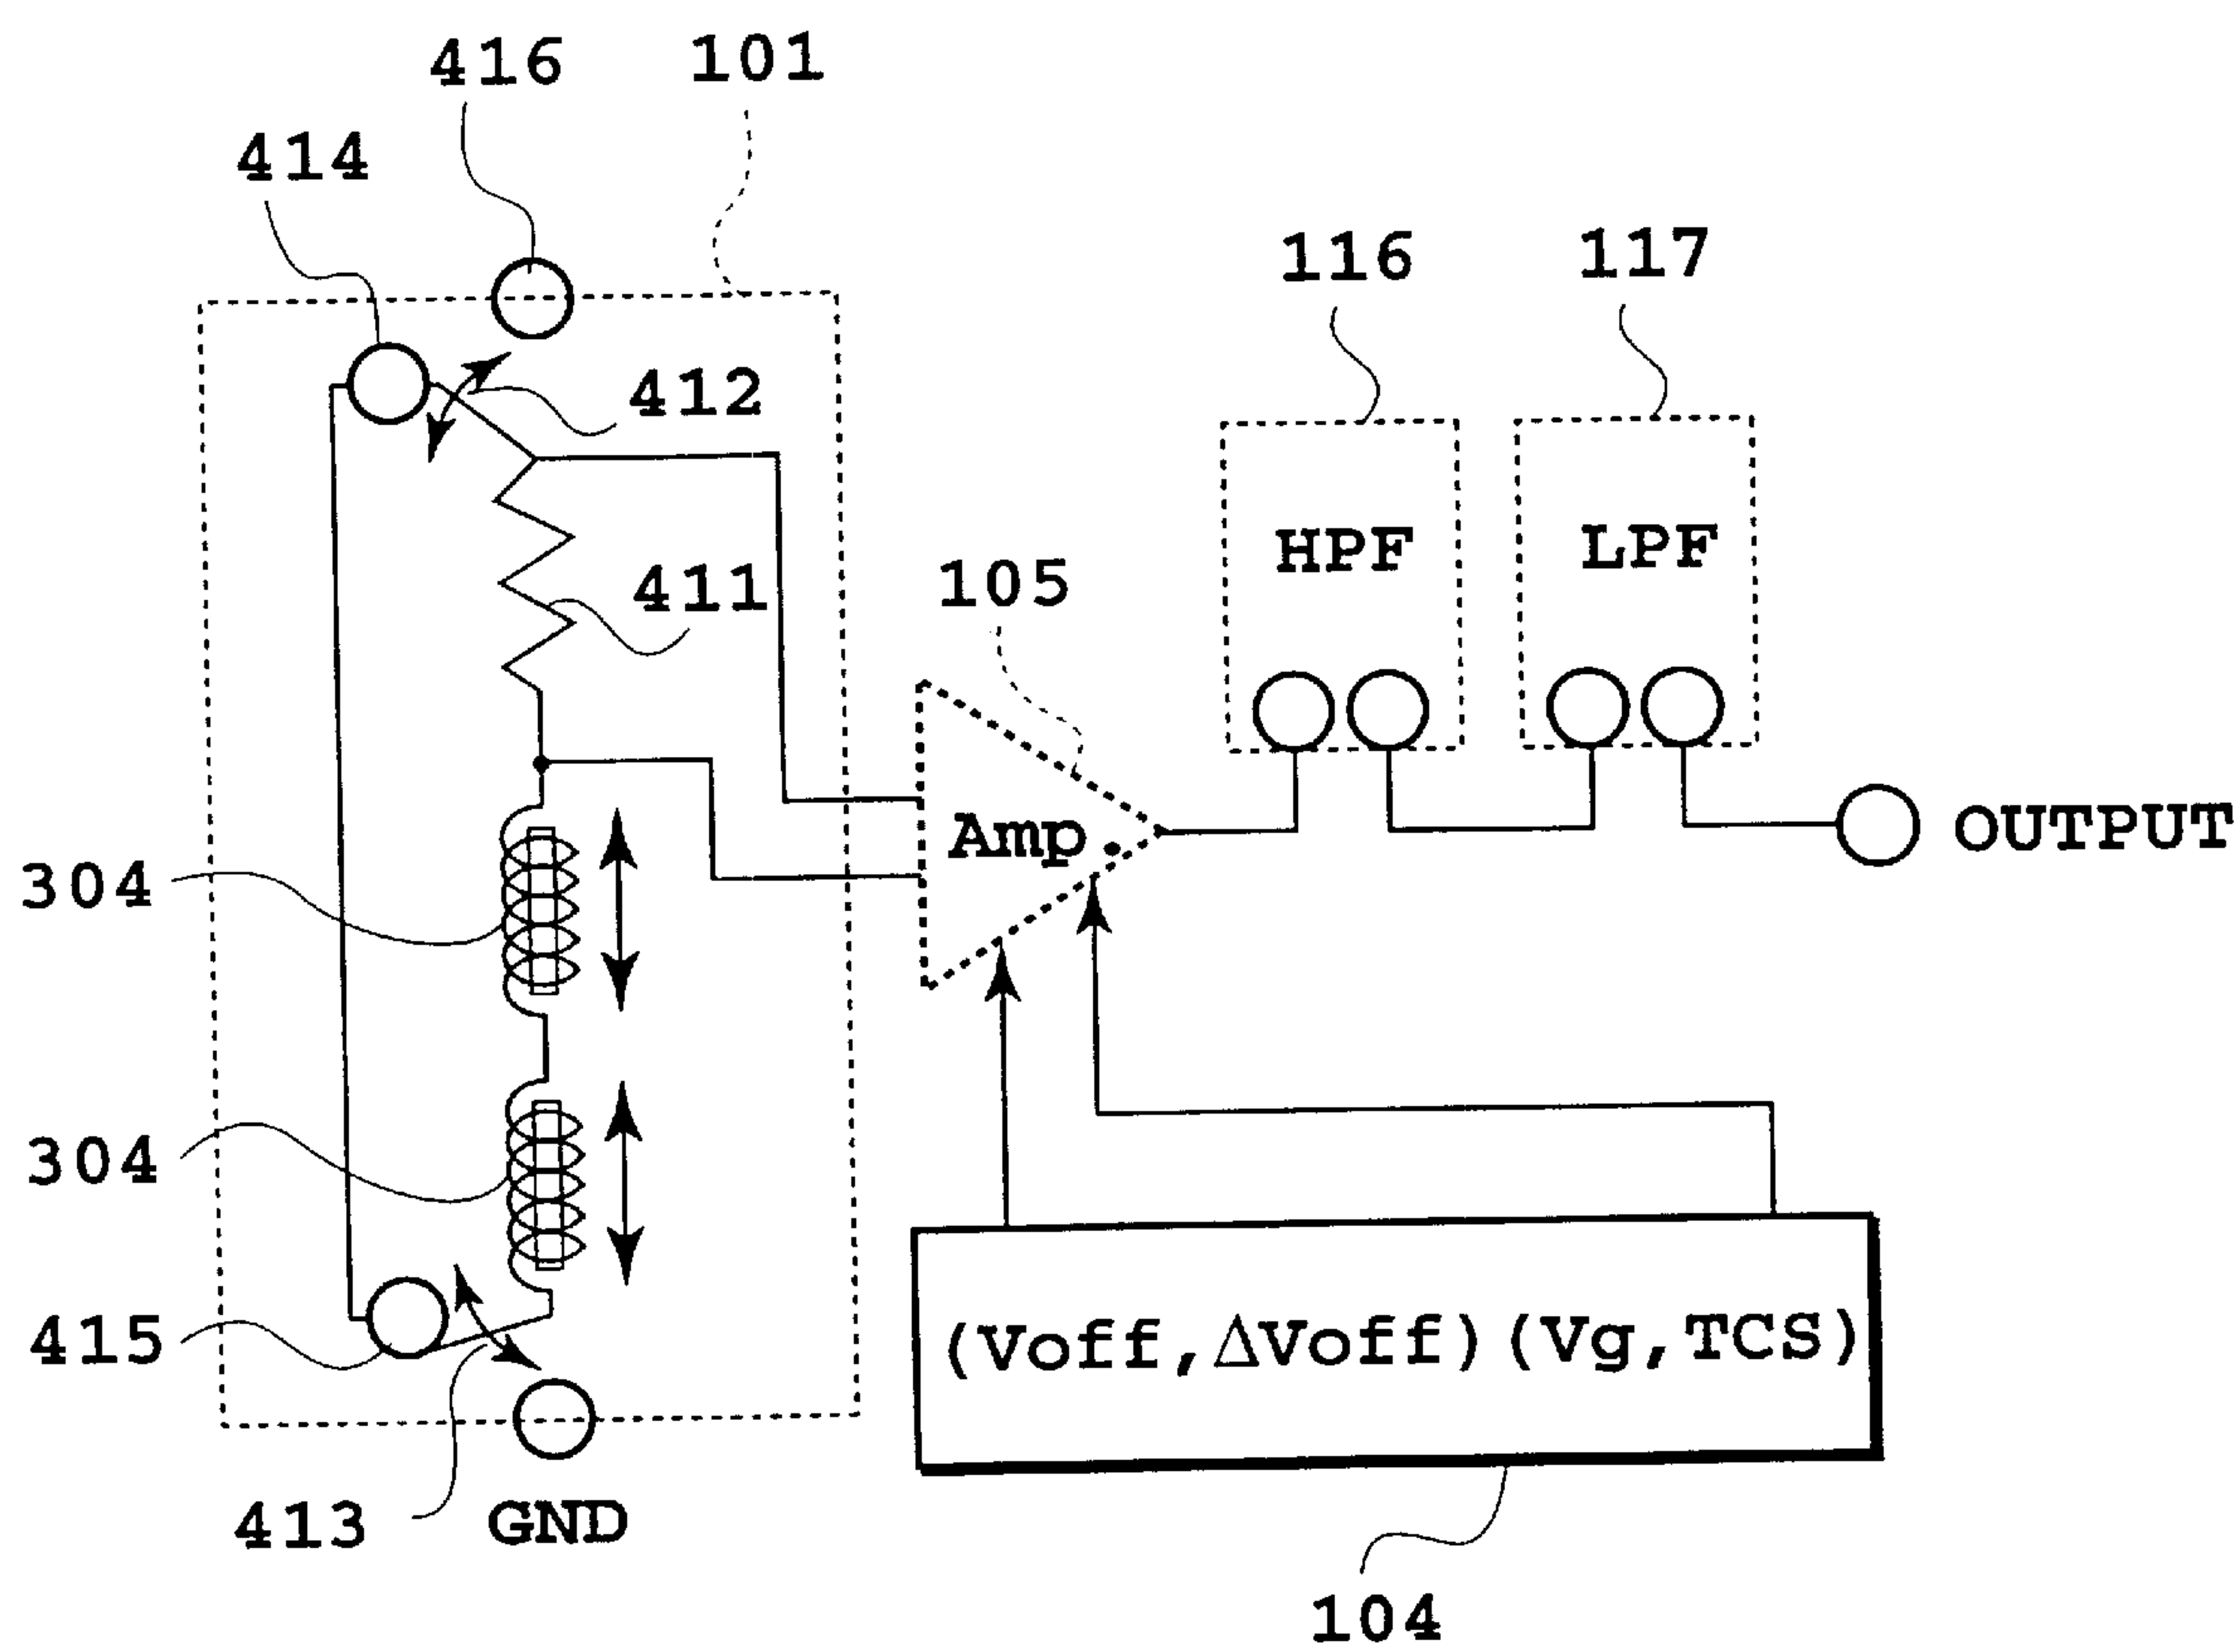 416
101
414
116
117
412
HPF
LPF
105
411
Amp.
OUTPUT
304
304
(Voff,ΔVoff)(Vg,TCS)
415
413
GND
104